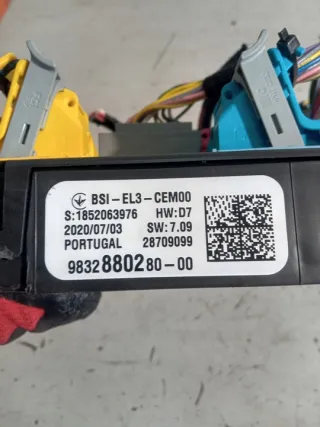 BSI-EL3-CEM00
S:1852063976 HW:D7
2020/07/03 SW:7.09
PORTUGAL 28709099
9832880280-00